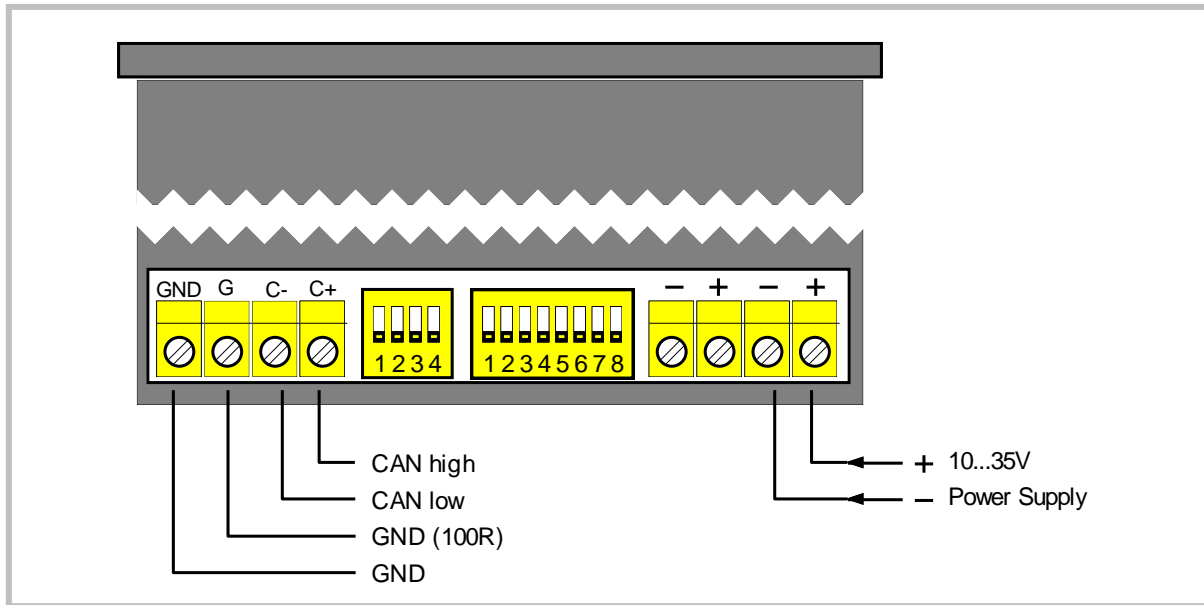 GND G C- C+ − + − +
1234 12345678
CAN high + 10...35V
CAN low − Power Supply
GND (100R)
GND